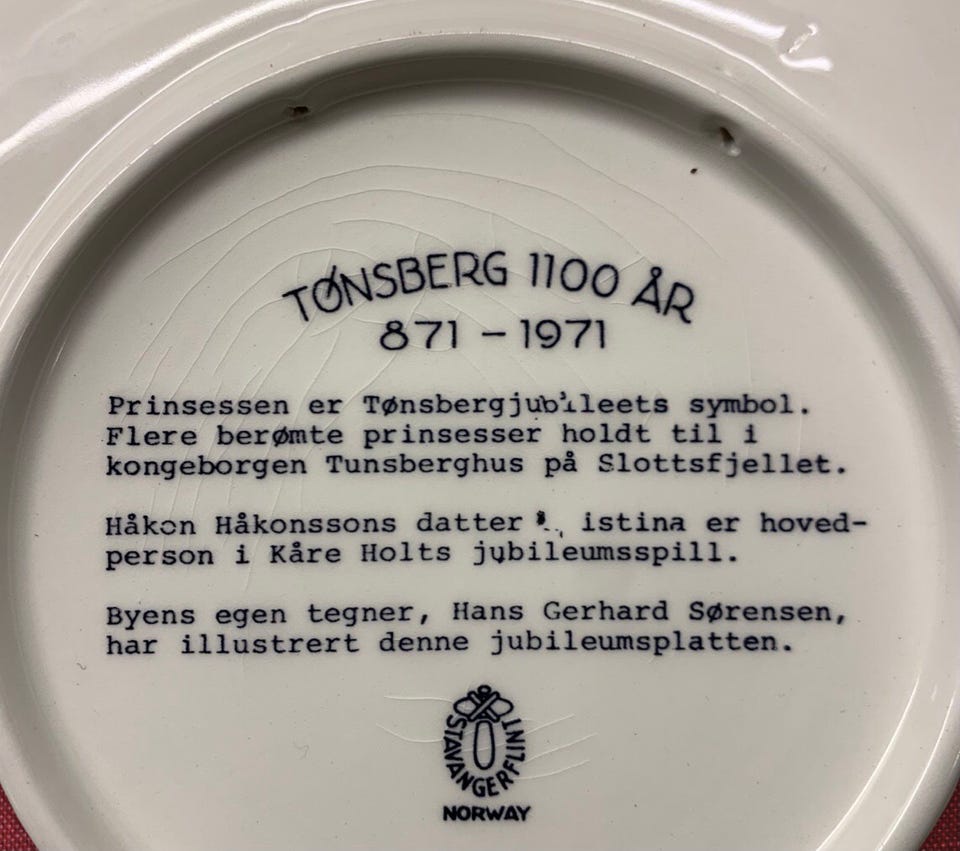 TØNSBERG 1100 ÅR
871 – 1971
Prinsessen er Tønsbergjubileets symbol.
Flere berømte prinsesser holdt til i
kongeborgen Tunsberghus på Slottsfjellet.
Håkon Håkonssons datter istina er hoved-
person i Kåre Holts jubileumsspill.
Byens egen tegner, Hans Gerhard Sørensen,
har illustrert denne jubileumsplatten.
STAVANGERFLINT
NORWAY